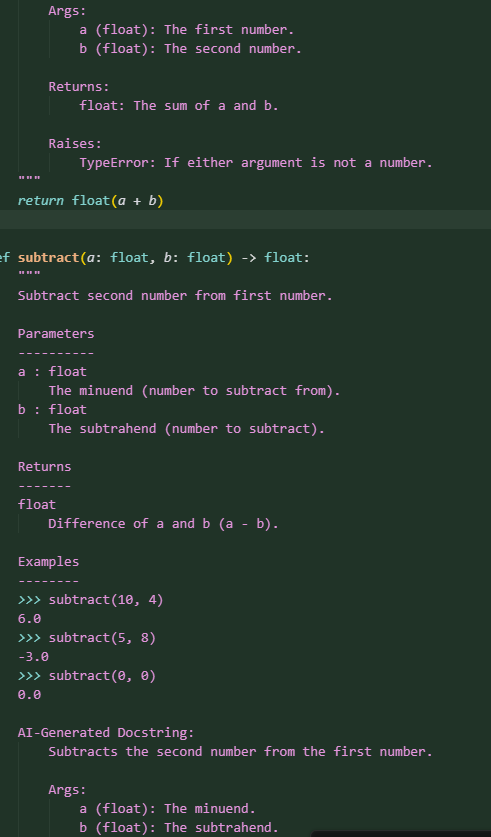 Args:
a (float): The first number.
b (float): The second number.
Returns:
float: The sum of a and b.
Raises:
TypeError: If either argument is not a number.
"""
return float(a + b)
ef subtract(a: float, b: float) -> float:
"""
Subtract second number from first number.
Parameters
----------
a : float
The minuend (number to subtract from).
b : float
The subtrahend (number to subtract).
Returns
-------
float
Difference of a and b (a - b).
Examples
--------
>>> subtract(10, 4)
6.0
>>> subtract(5, 8)
-3.0
>>> subtract(0, 0)
0.0
AI-Generated Docstring:
Subtracts the second number from the first number.
Args:
a (float): The minuend.
b (float): The subtrahend.